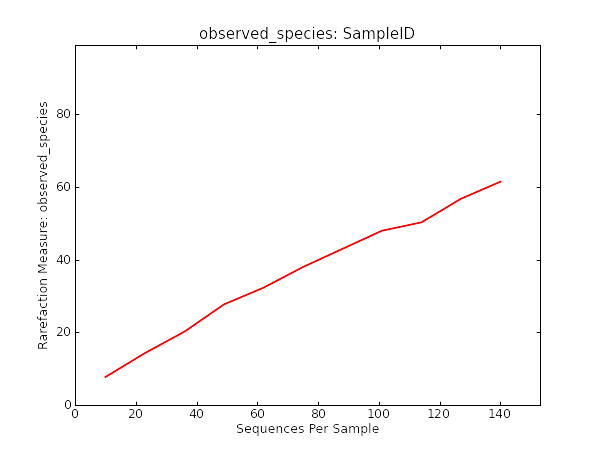 observed_species: SampleID
Rarefaction Measure: observed_species
80
60
40
20
0
0 20 40 60 80 100 120 140
Sequences Per Sample